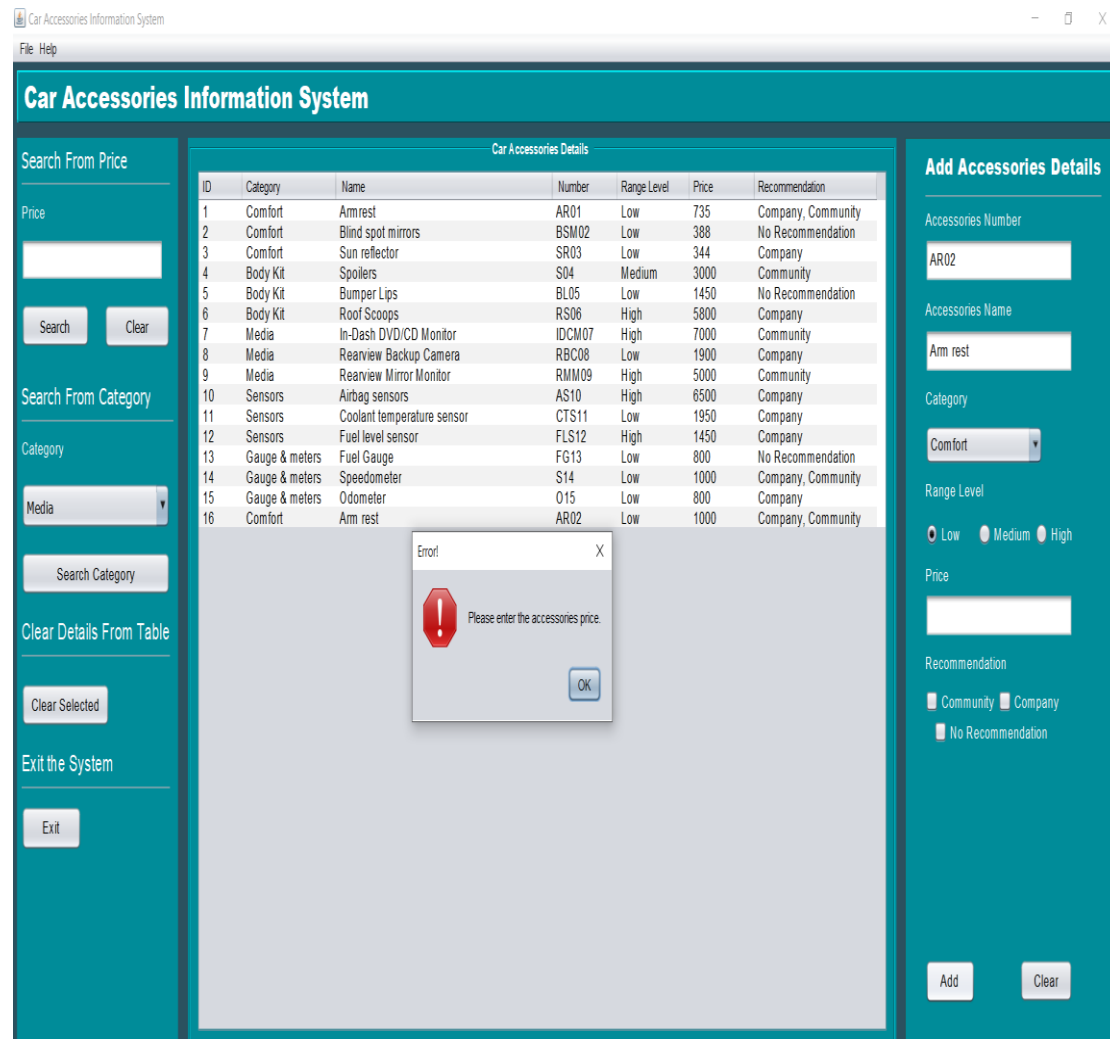 Car Accessories Information System
File Help
Car Accessories Information System
Search From Price
Price
Search Clear
Search From Category
Category
Media
Search Category
Clear Details From Table
Clear Selected
Exit the System
Exit
Car Accessories Details
ID Category Name Number Range Level Price Recommendation
1 Comfort Armrest AR01 Low 735 Company, Community
2 Comfort Blind spot mirrors BSM02 Low 388 No Recommendation
3 Comfort Sun reflector SR03 Low 344 Company
4 Body Kit Spoilers S04 Medium 3000 Community
5 Body Kit Bumper Lips BL05 Low 1450 No Recommendation
6 Body Kit Roof Scoops RS06 High 5800 Company
7 Media In-Dash DVD/CD Monitor IDCM07 High 7000 Community
8 Media Rearview Backup Camera RBC08 Low 1900 Company
9 Media Rearview Mirror Monitor RMM09 High 5000 Community
10 Sensors Airbag sensors AS10 High 6500 Company
11 Sensors Coolant temperature sensor CTS11 Low 1950 Company
12 Sensors Fuel level sensor FLS12 High 1450 Company
13 Gauge & meters Fuel Gauge FG13 Low 800 No Recommendation
14 Gauge & meters Speedometer S14 Low 1000 Company, Community
15 Gauge & meters Odometer O15 Low 800 Company
16 Comfort Arm rest AR02 Low 1000 Company, Community
Error! X
Please enter the accessories price.
OK
Add Accessories Details
Accessories Number
AR02
Accessories Name
Arm rest
Category
Comfort
Range Level
Low Medium High
Price
Recommendation
Community Company
No Recommendation
Add Clear